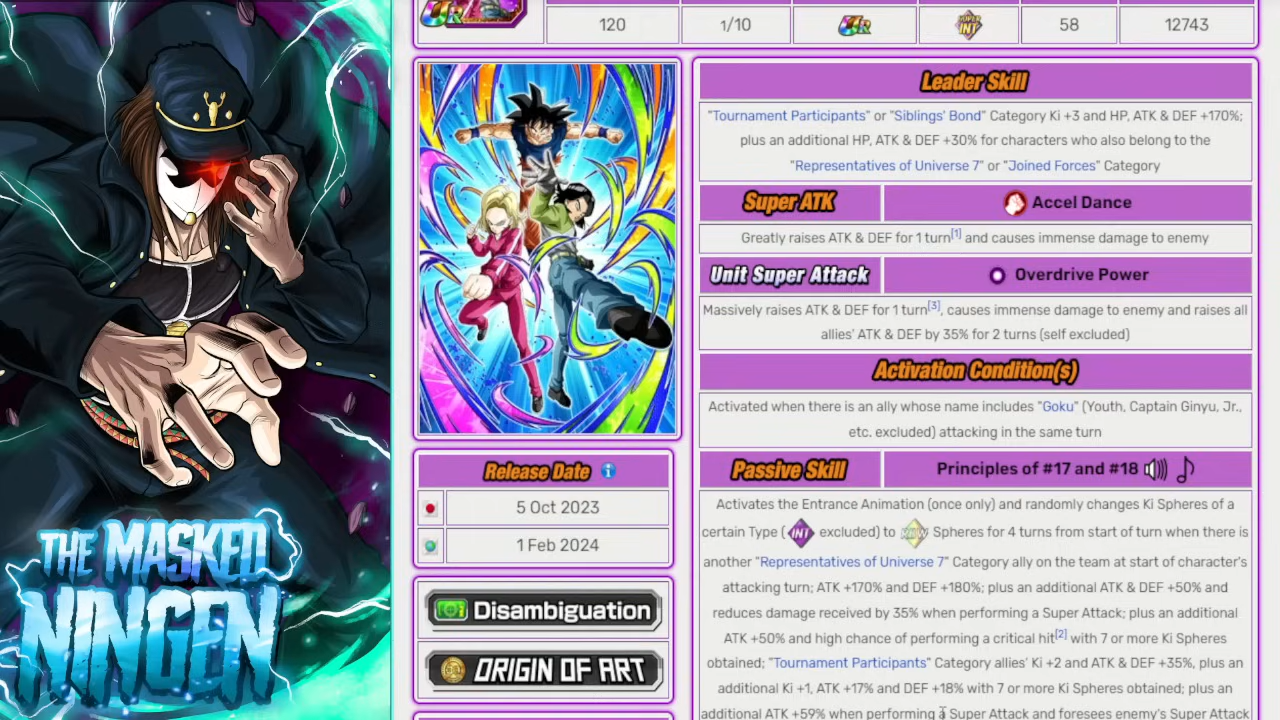 120
1/10
UR
SUPER INT
58
12743
Leader Skill
"Tournament Participants" or "Siblings' Bond" Category Ki +3 and HP, ATK & DEF +170%;
plus an additional HP, ATK & DEF +30% for characters who also belong to the
"Representatives of Universe 7" or "Joined Forces" Category
Super ATK
Accel Dance
Greatly raises ATK & DEF for 1 turn[1] and causes immense damage to enemy
Unit Super Attack
Overdrive Power
Massively raises ATK & DEF for 1 turn[3], causes immense damage to enemy and raises all
allies' ATK & DEF by 35% for 2 turns (self excluded)
Activation Condition(s)
Activated when there is an ally whose name includes "Goku" (Youth, Captain Ginyu, Jr.,
etc. excluded) attacking in the same turn
Release Date
5 Oct 2023
1 Feb 2024
Passive Skill
Principles of #17 and #18
Activates the Entrance Animation (once only) and randomly changes Ki Spheres of a
certain Type (INT excluded) to Spheres for 4 turns from start of turn when there is
another "Representatives of Universe 7" Category ally on the team at start of character's
attacking turn; ATK +170% and DEF +180%; plus an additional ATK & DEF +50% and
reduces damage received by 35% when performing a Super Attack; plus an additional
ATK +50% and high chance of performing a critical hit[2] with 7 or more Ki Spheres
obtained; "Tournament Participants" Category allies' Ki +2 and ATK & DEF +35%, plus an
additional Ki +1, ATK +17% and DEF +18% with 7 or more Ki Spheres obtained; plus an
additional ATK +59% when performing a Super Attack and foresees enemy's Super Attack
Disambiguation
ORIGIN OF ART
THE MASKED
NINGEN